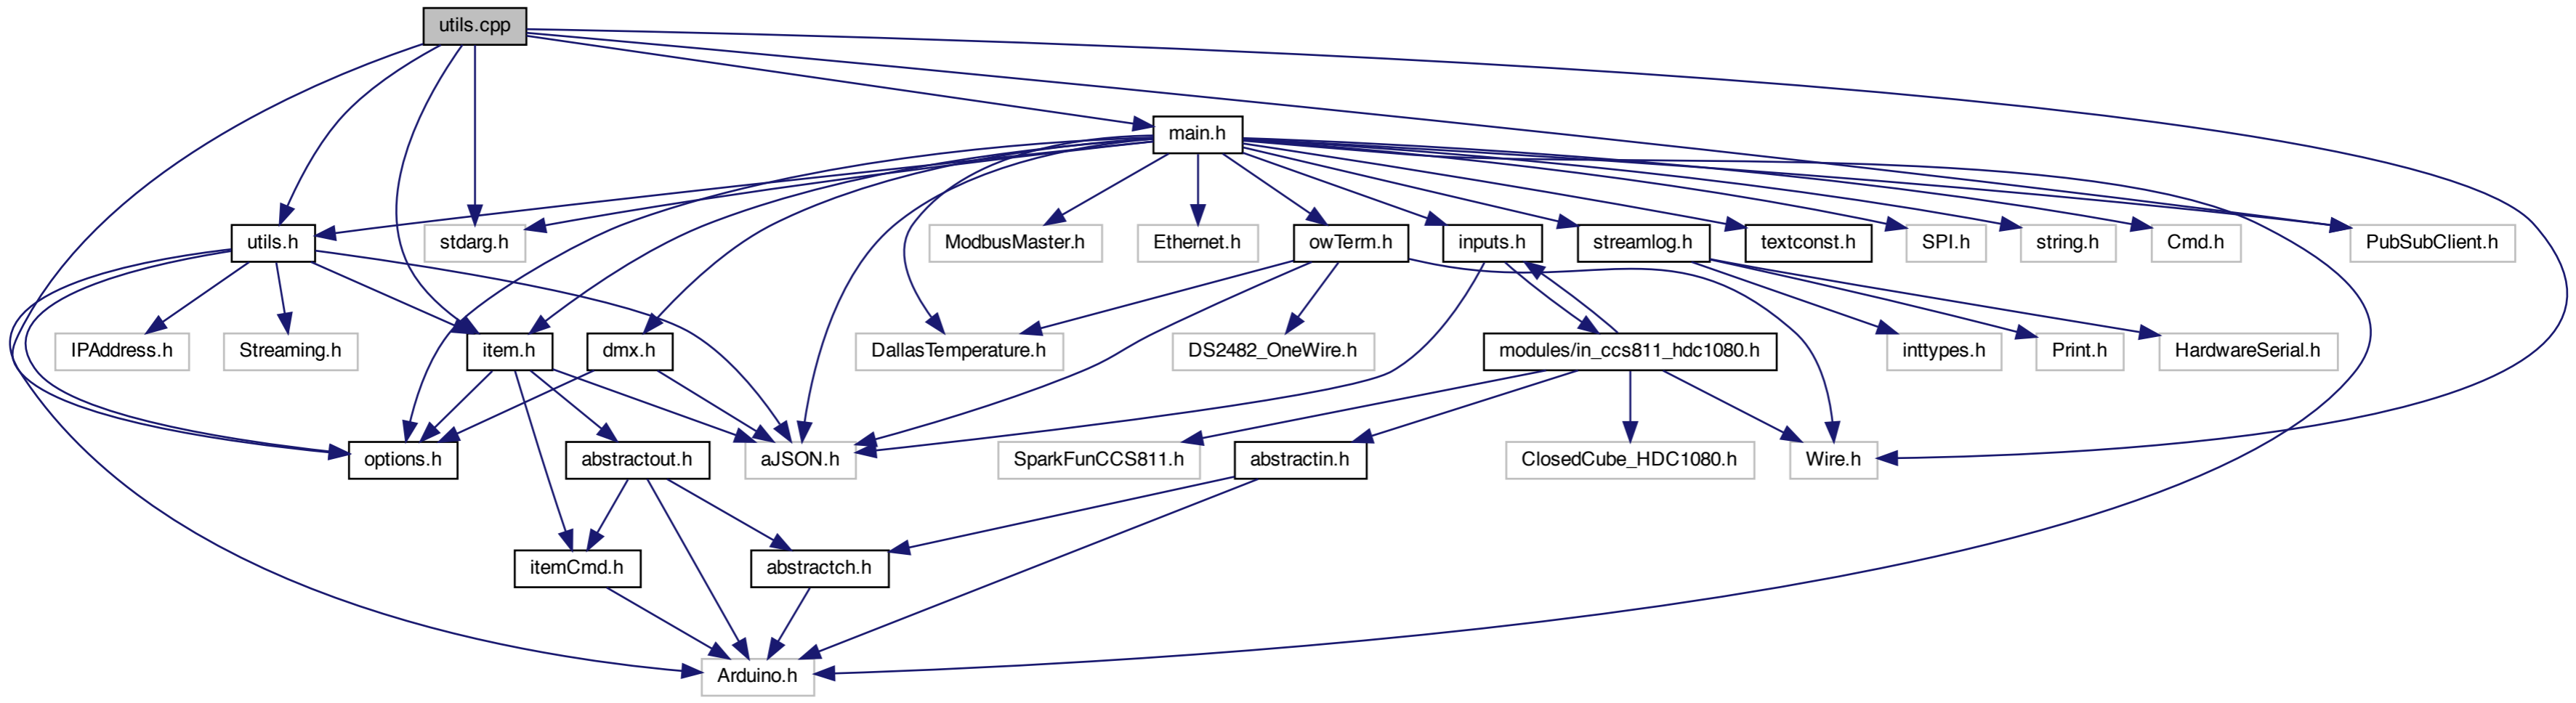 utils.cpp
main.h
utils.h
stdarg.h
ModbusMaster.h
Ethernet.h
owTerm.h
inputs.h
streamlog.h
textconst.h
SPI.h
string.h
Cmd.h
PubSubClient.h
IPAddress.h
Streaming.h
item.h
dmx.h
DallasTemperature.h
DS2482_OneWire.h
modules/in_ccs811_hdc1080.h
inttypes.h
Print.h
HardwareSerial.h
options.h
abstractout.h
aJSON.h
SparkFunCCS811.h
abstractin.h
ClosedCube_HDC1080.h
Wire.h
itemCmd.h
abstractch.h
Arduino.h